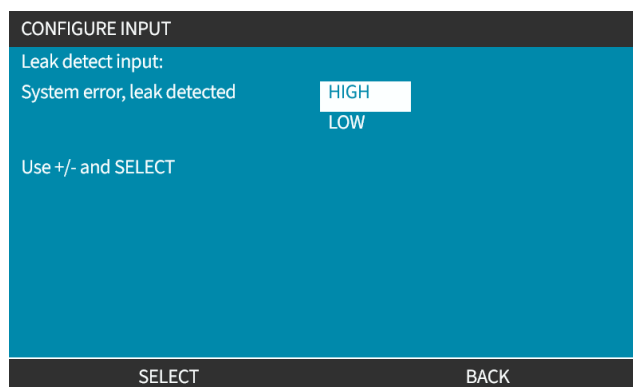 CONFIGURE INPUT
Leak detect input:
System error, leak detected HIGH
LOW
Use +/- and SELECT
SELECT BACK